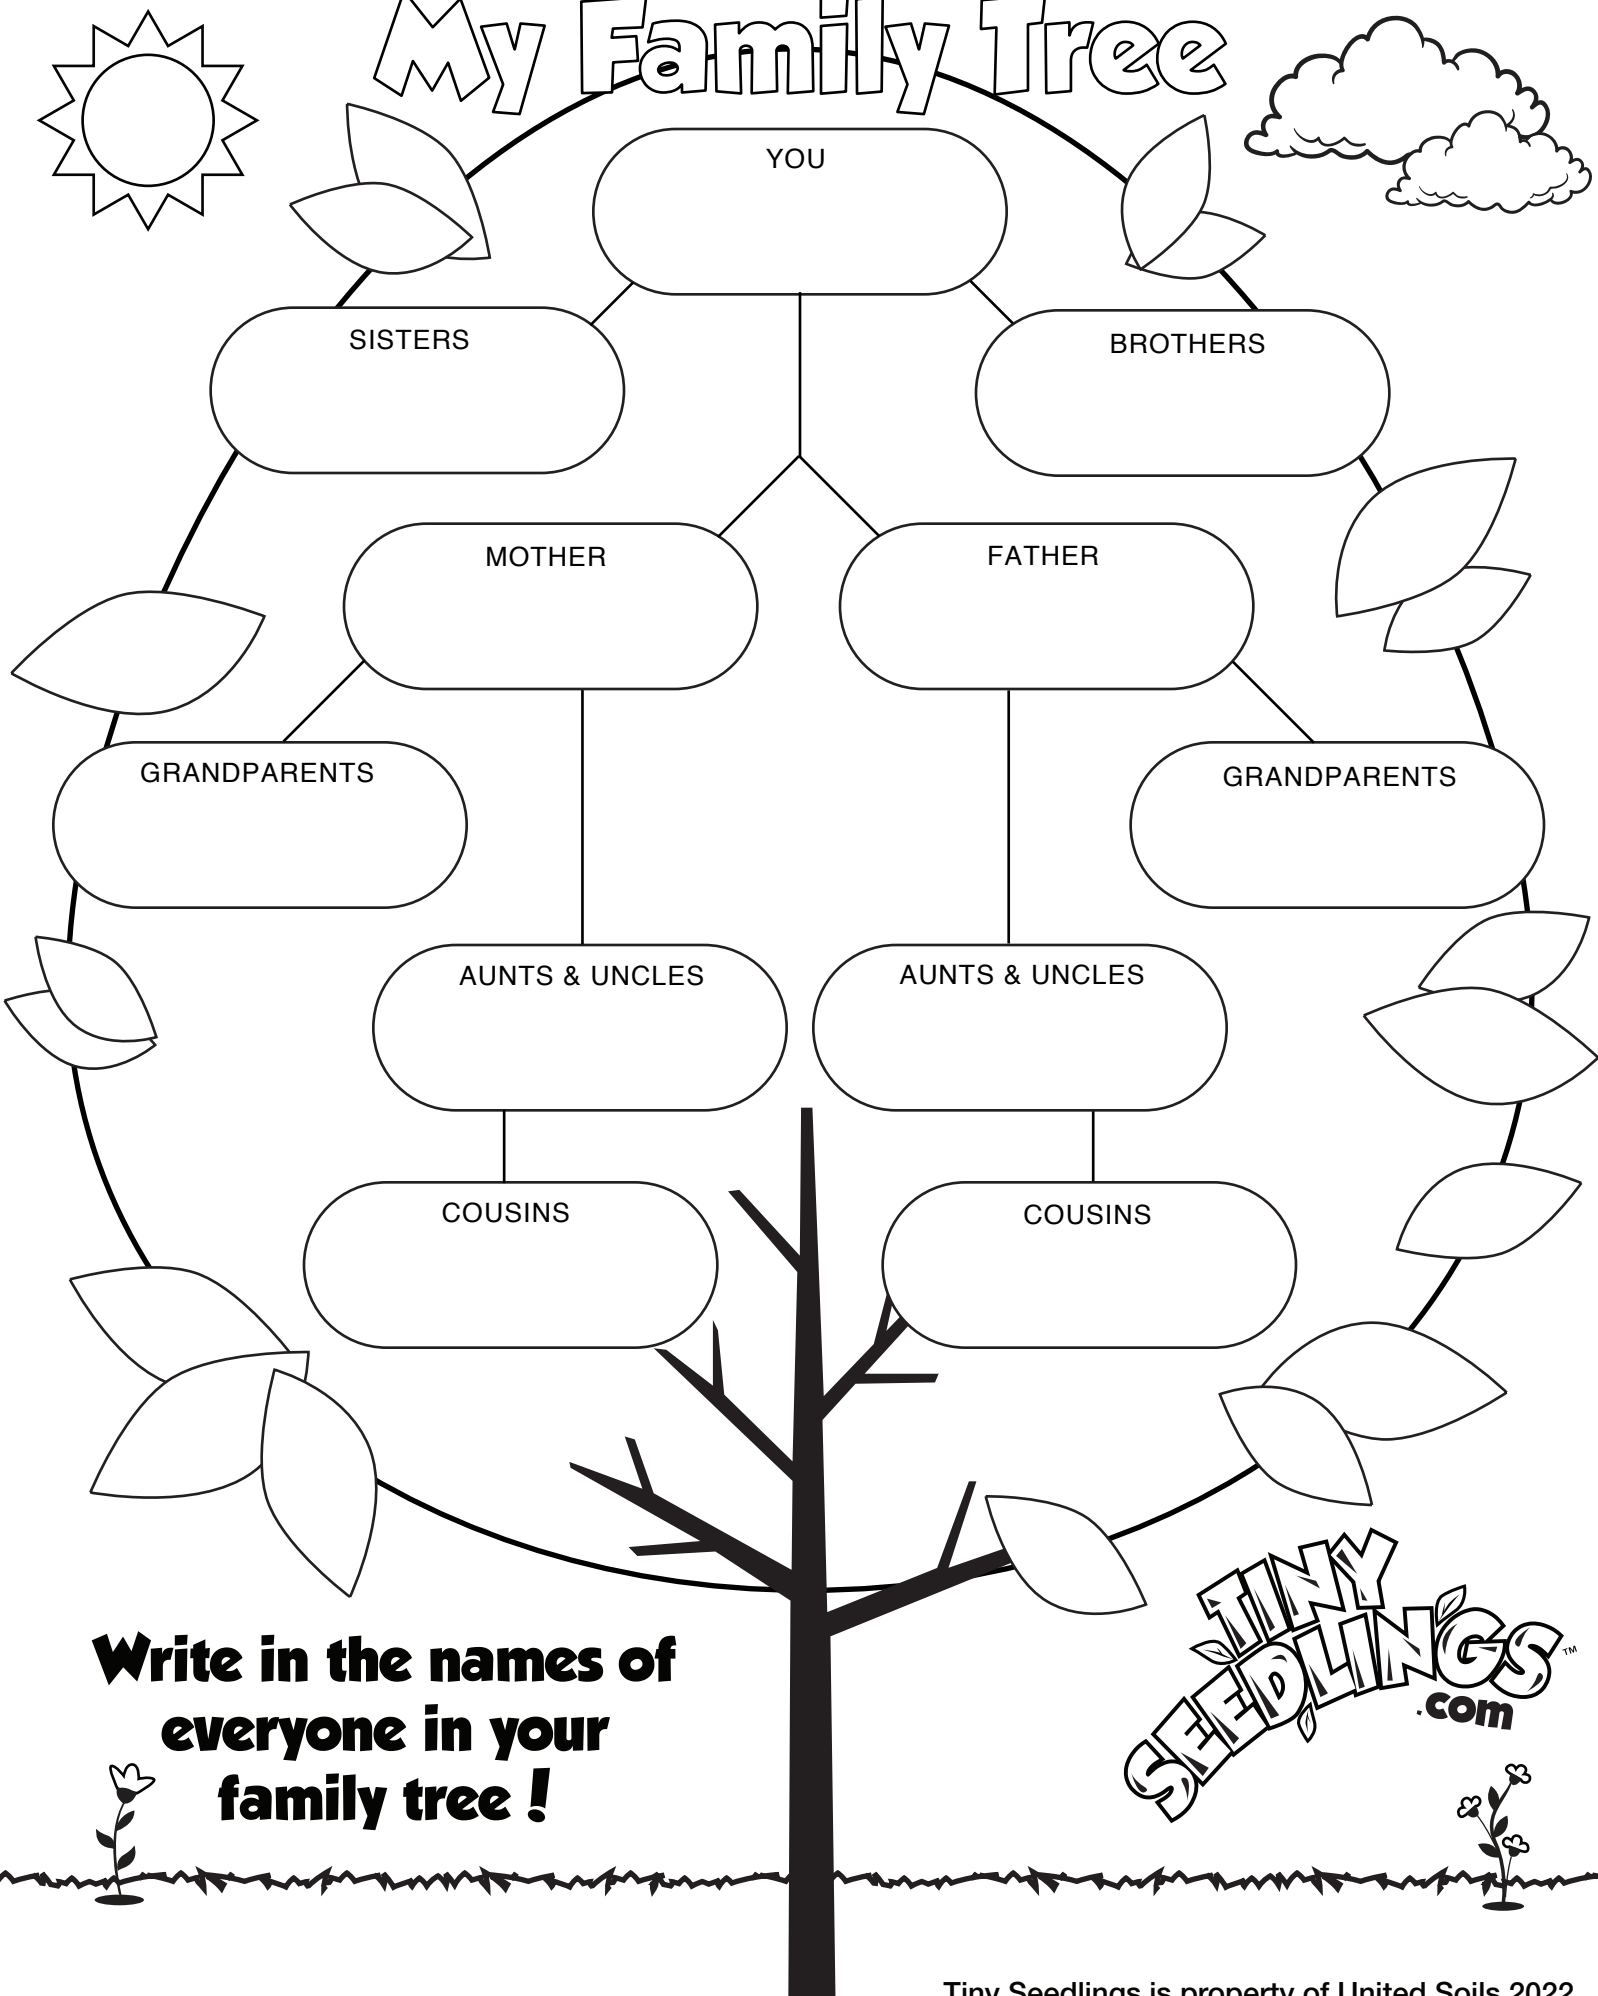 My Family Tree
YOU
SISTERS
BROTHERS
MOTHER
FATHER
GRANDPARENTS
GRANDPARENTS
AUNTS & UNCLES
AUNTS & UNCLES
COUSINS
COUSINS
Write in the names of
everyone in your
family tree!
TINY
SEEDLINGS™
.com
Tiny Seedlings is property of United Soils 2022